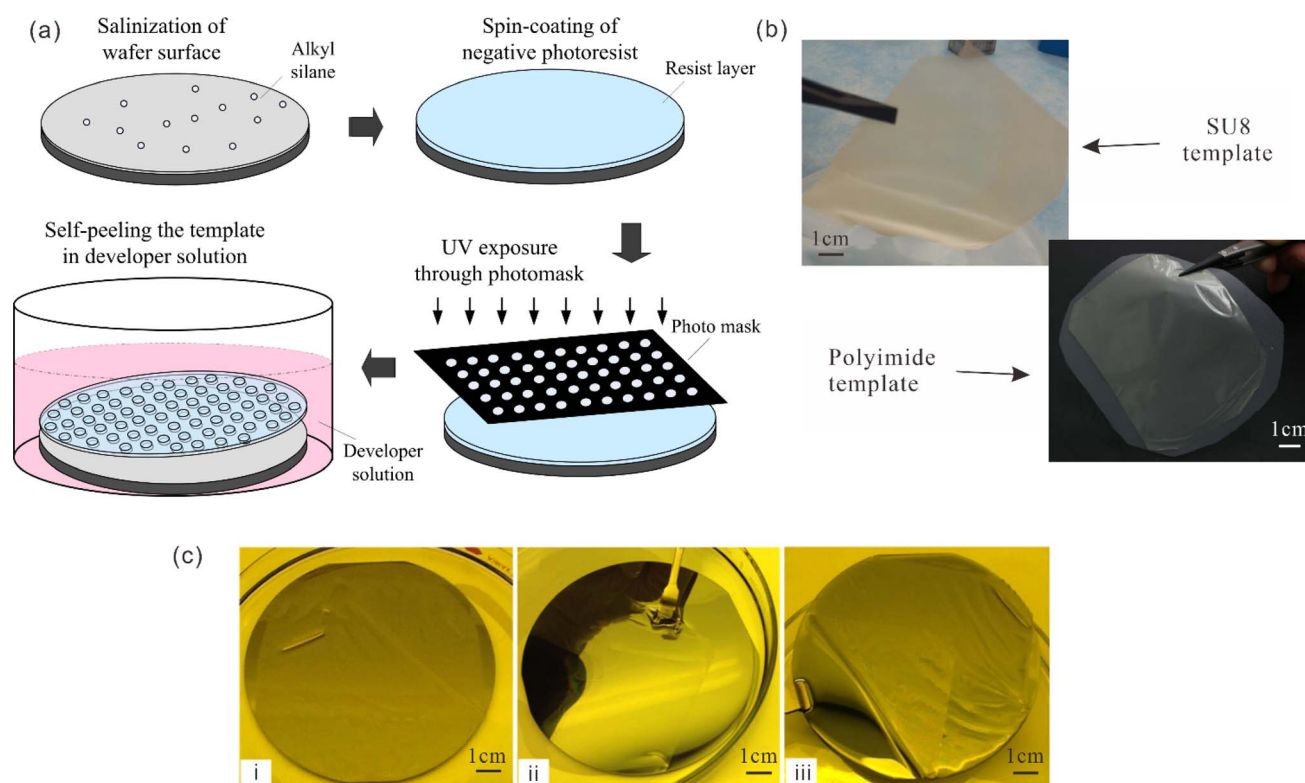 (a)
Salinization of
wafer surface
Alkyl
silane
Spin-coating of
negative photoresist
Resist layer
Self-peeling the template
in developer solution
UV exposure
through photomask
Photo mask
Developer
solution
(b)
1cm
SU8
template
Polyimide
template
1cm
(c)
i
1cm
ii
1cm
iii
1cm